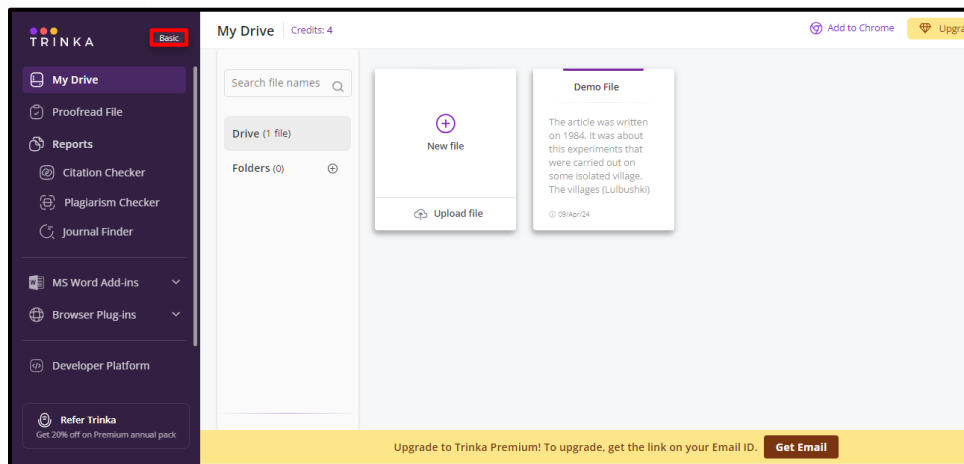 TRINKA
Basic
My Drive
Proofread File
Reports
Citation Checker
Plagiarism Checker
Journal Finder
MS Word Add-ins
Browser Plug-ins
Developer Platform
Refer Trinka
Get 20% off on Premium annual pack
My Drive
Credits: 4
Add to Chrome
Upgra
Search file names
Drive (1 file)
Folders (0)
New file
Upload file
Demo File
The article was written
on 1984. It was about
this experiments that
were carried out on
some isolated village.
The villages (Lulbushki)
09/Apr/24
Upgrade to Trinka Premium! To upgrade, get the link on your Email ID.
Get Email